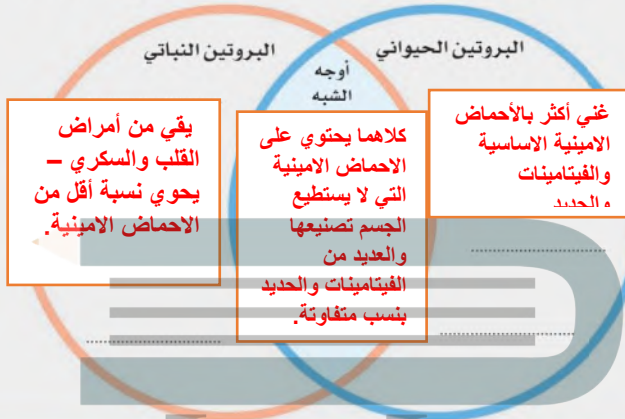 البروتين الحيواني
البروتين النباتي
أوجه
الشبه
غني أكثر بالأحماض
الامينية الاساسية
والفيتامينات
والحديد
كلاهما يحتوي على
الاحماض الامينية
التي لا يستطيع
الجسم تصنيعها
والعديد من
الفيتامينات والحديد
بنسب متفاوتة.
يقي من أمراض
القلب والسكري –
يحوي نسبة أقل من
الاحماض الامينية.